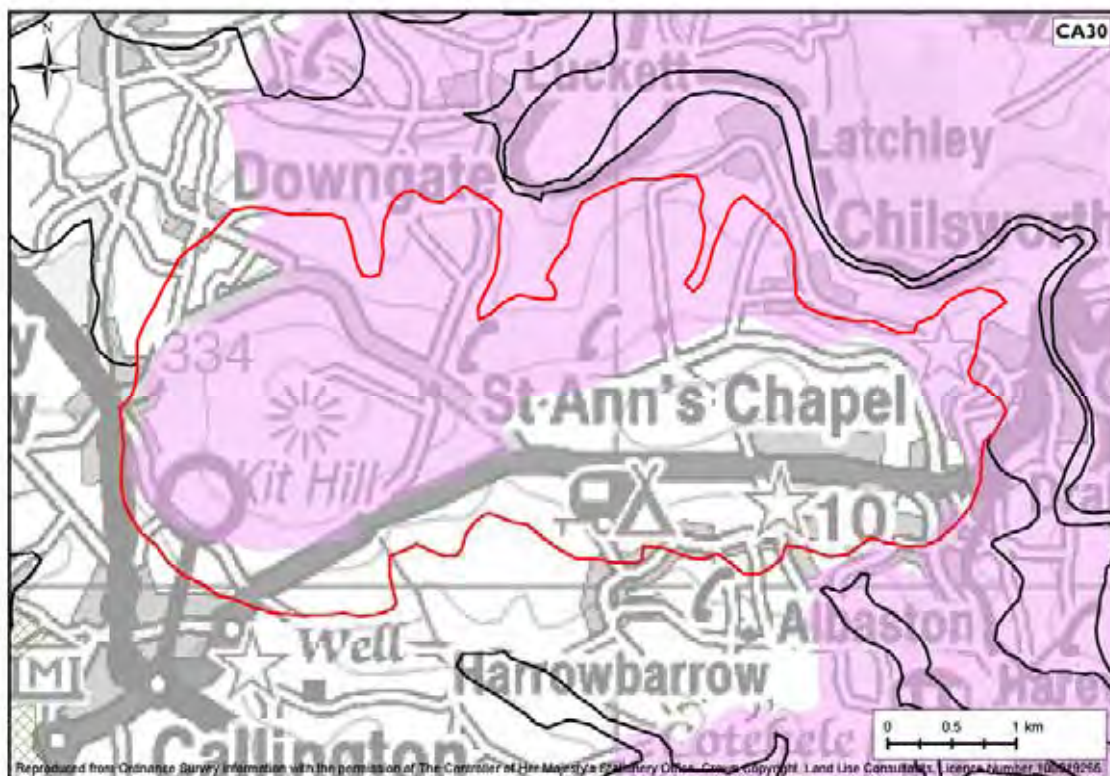 CA30
N
Luckett
Latchley
Downgate
Chilsworth
334
St Ann's Chapel
Kit Hill
10
Albaston
Well
Harrowbarrow
M
Cotehele
Callington
0 0.5 1 km
Reproduced from Ordnance Survey information with the permission of The Controller of Her Majesty's Stationery Office, Crown Copyright, Land Use Consultants, Licence Number